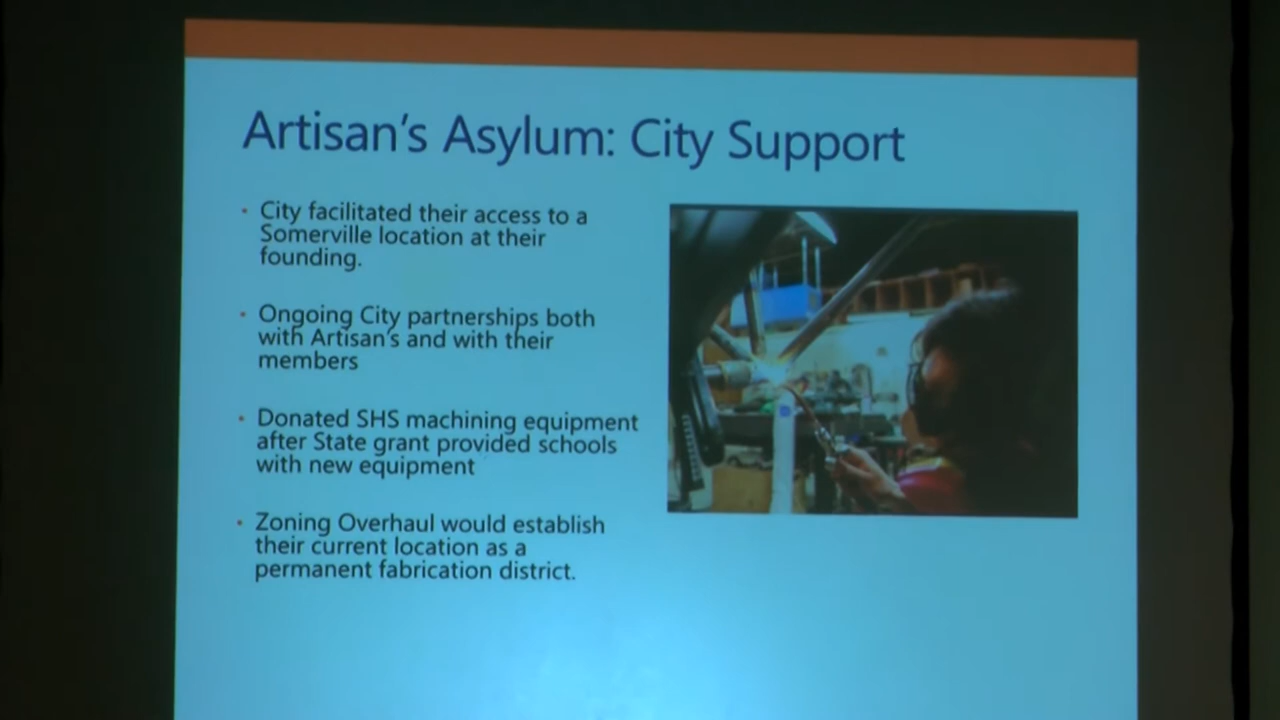 Artisan's Asylum: City Support
• City facilitated their access to a
Somerville location at their
founding.
• Ongoing City partnerships both
with Artisan's and with their
members
• Donated SHS machining equipment
after State grant provided schools
with new equipment
• Zoning Overhaul would establish
their current location as a
permanent fabrication district.